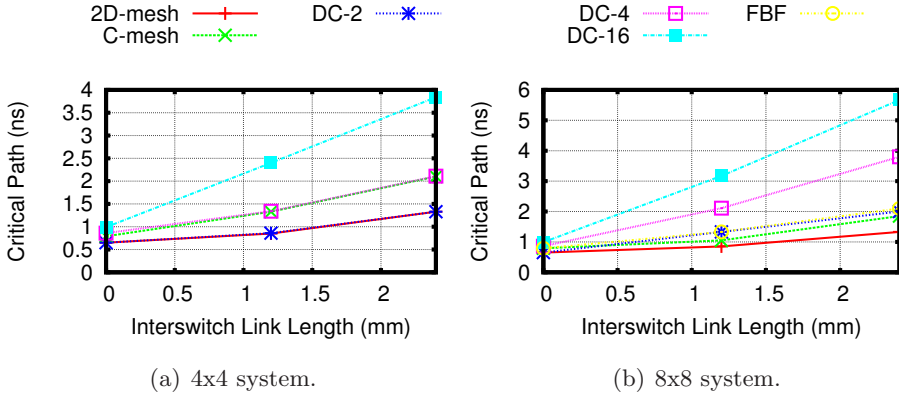 2D-mesh
C-mesh
DC-2
DC-4
DC-16
FBF
Critical Path (ns)
4
3.5
3
2.5
2
1.5
1
0.5
0
0 0.5 1 1.5 2
Interswitch Link Length (mm)
(a) 4x4 system.
Critical Path (ns)
6
5
4
3
2
1
0
0 0.5 1 1.5 2
Interswitch Link Length (mm)
(b) 8x8 system.